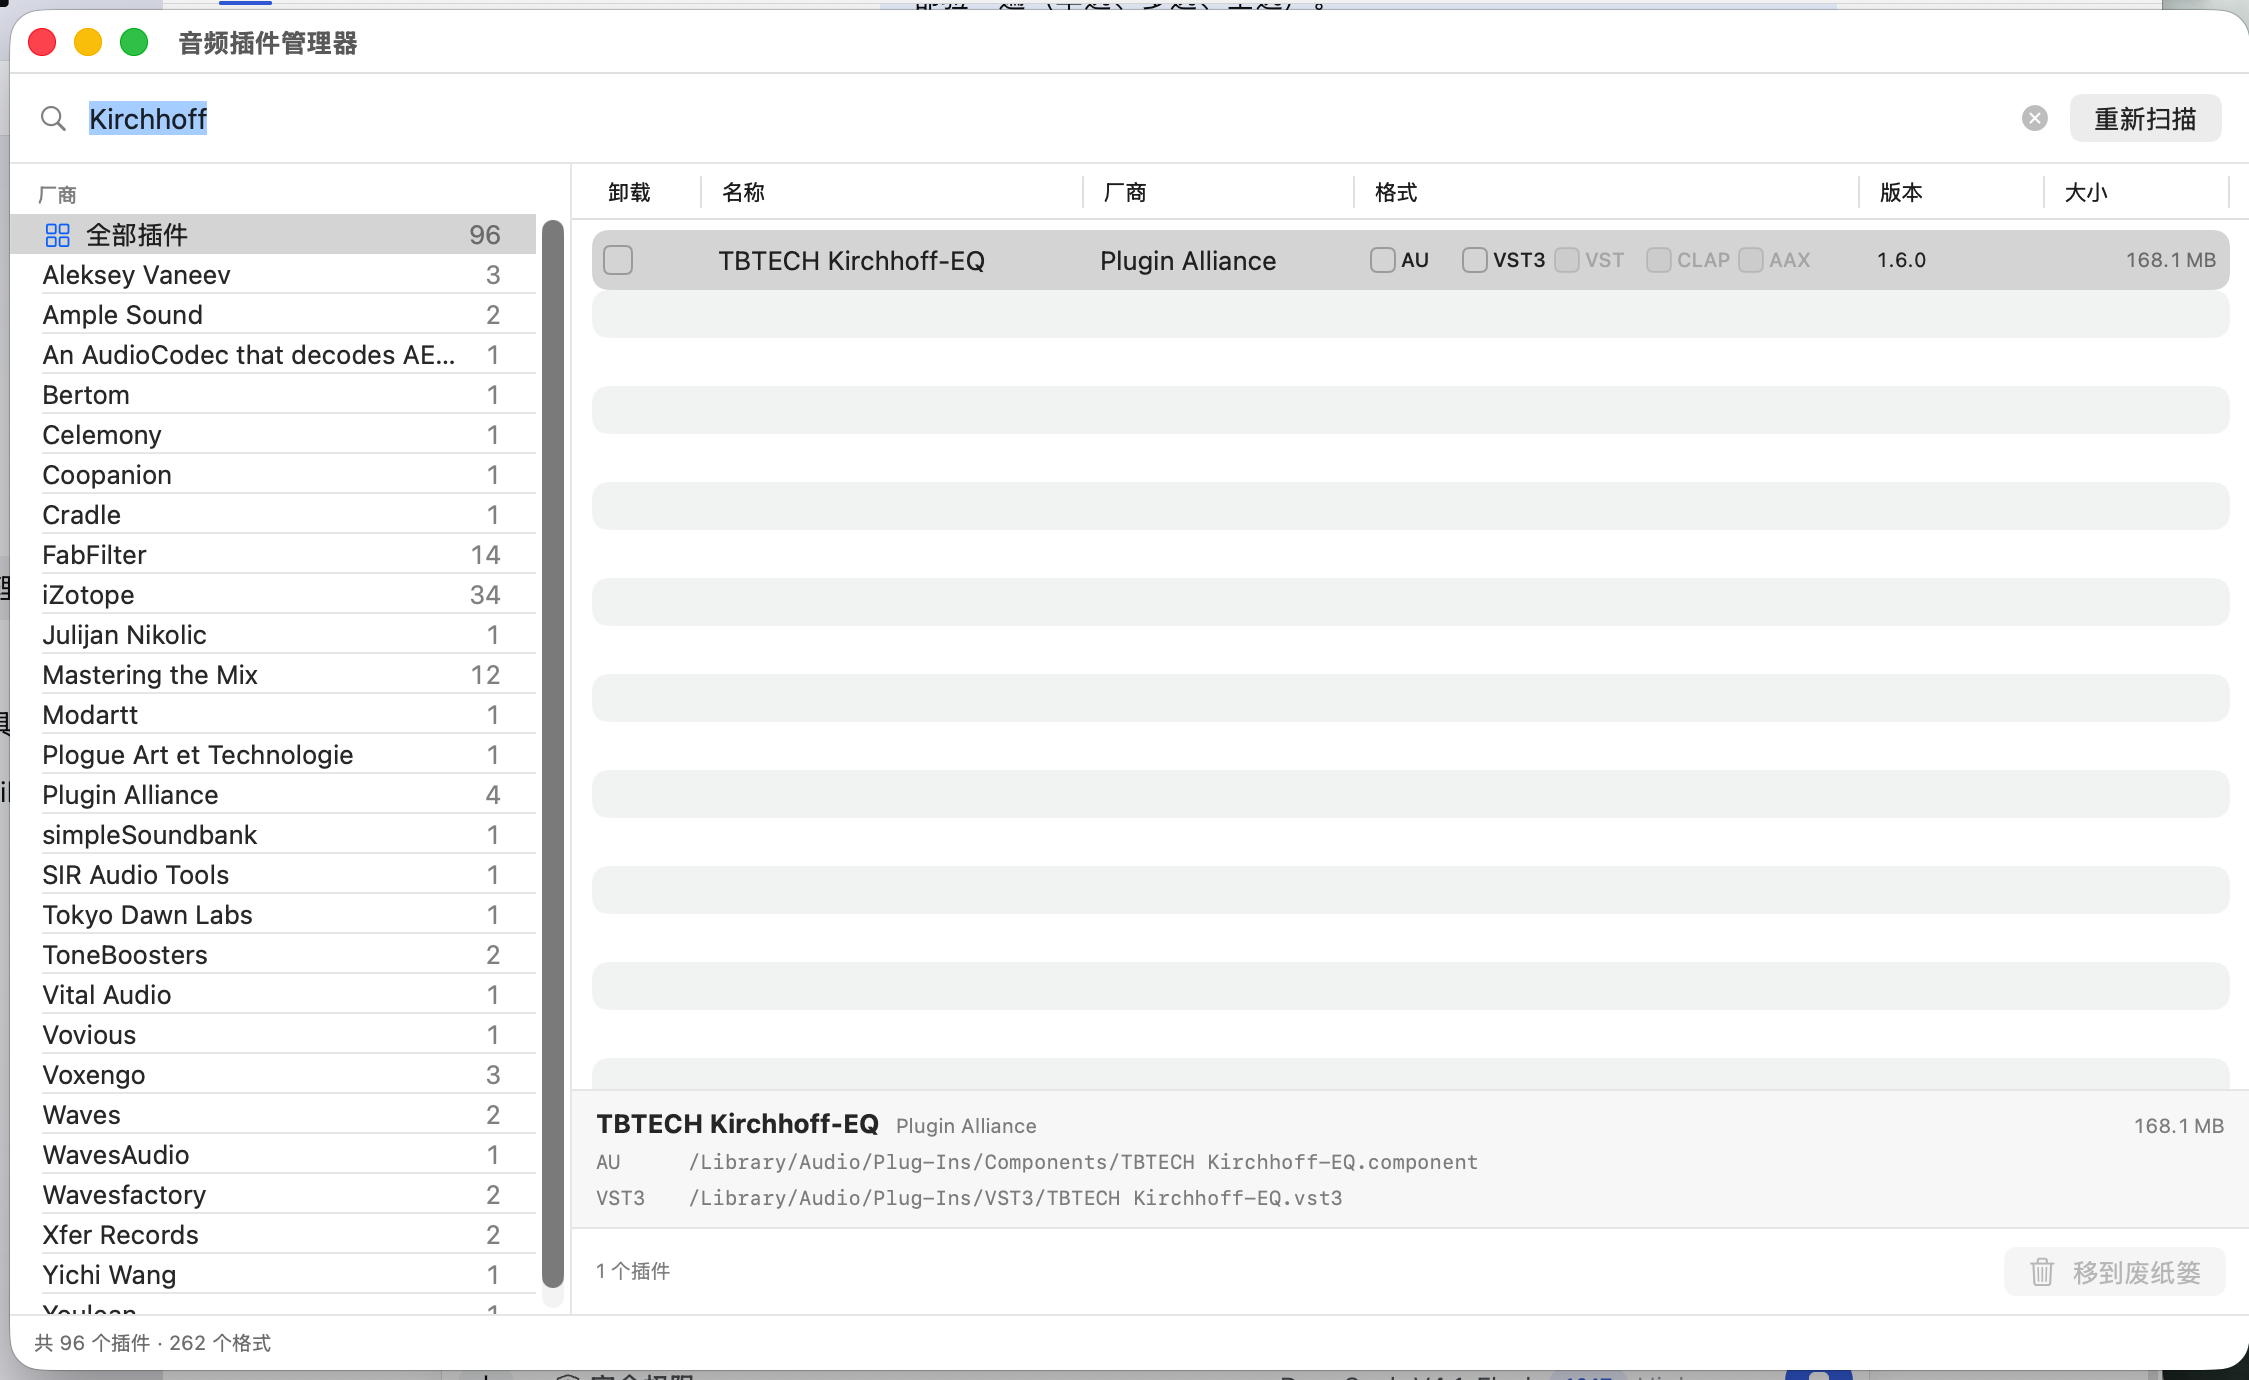 音频插件管理器
Kirchhoff
重新扫描
厂商
全部插件 96
Aleksey Vaneev 3
Ample Sound 2
An AudioCodec that decodes AE... 1
Bertom 1
Celemony 1
Coopanion 1
Cradle 1
FabFilter 14
iZotope 34
Julijan Nikolic 1
Mastering the Mix 12
Modartt 1
Plogue Art et Technologie 1
Plugin Alliance 4
simpleSoundbank 1
SIR Audio Tools 1
Tokyo Dawn Labs 1
ToneBoosters 2
Vital Audio 1
Vovious 1
Voxengo 3
Waves 2
WavesAudio 1
Wavesfactory 2
Xfer Records 2
Yichi Wang 1
Youlean 1
卸载 名称 厂商 格式 版本 大小
TBTECH Kirchhoff-EQ Plugin Alliance AU VST3 VST CLAP AAX 1.6.0 168.1 MB
TBTECH Kirchhoff-EQ Plugin Alliance 168.1 MB
AU /Library/Audio/Plug-Ins/Components/TBTECH Kirchhoff-EQ.component
VST3 /Library/Audio/Plug-Ins/VST3/TBTECH Kirchhoff-EQ.vst3
1 个插件
移到废纸篓
共 96 个插件 · 262 个格式